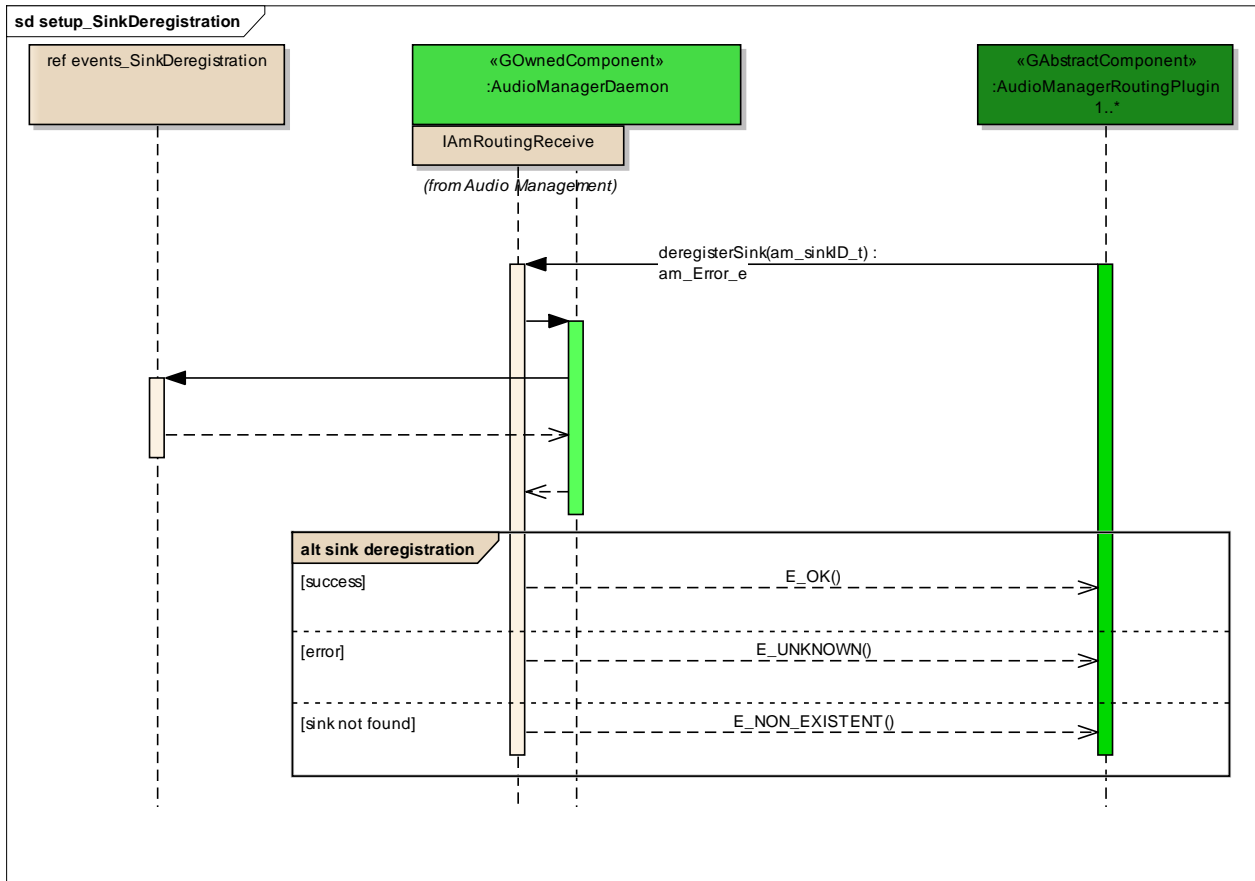 sd setup_SinkDeregistration
ref events_SinkDeregistration
«GOwnedComponent»
:AudioManagerDaemon
«GAbstractComponent»
:AudioManagerRoutingPlugin
1..*
IAmRoutingReceive
(from Audio Management)
deregisterSink(am_sinkID_t) :
am_Error_e
alt sink deregistration
[success]
E_OK()
[error]
E_UNKNOWN()
[sink not found]
E_NON_EXISTENT()